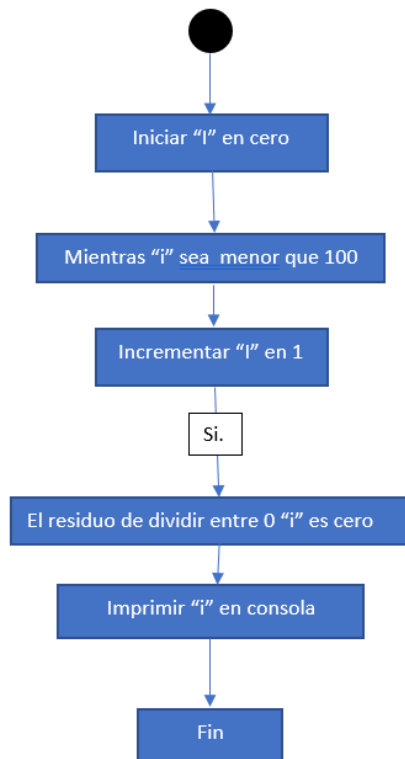 Iniciar “I” en cero
Mientras “i” sea menor que 100
Incrementar “I” en 1
Si.
El residuo de dividir entre 0 “i” es cero
Imprimir “i” en consola
Fin